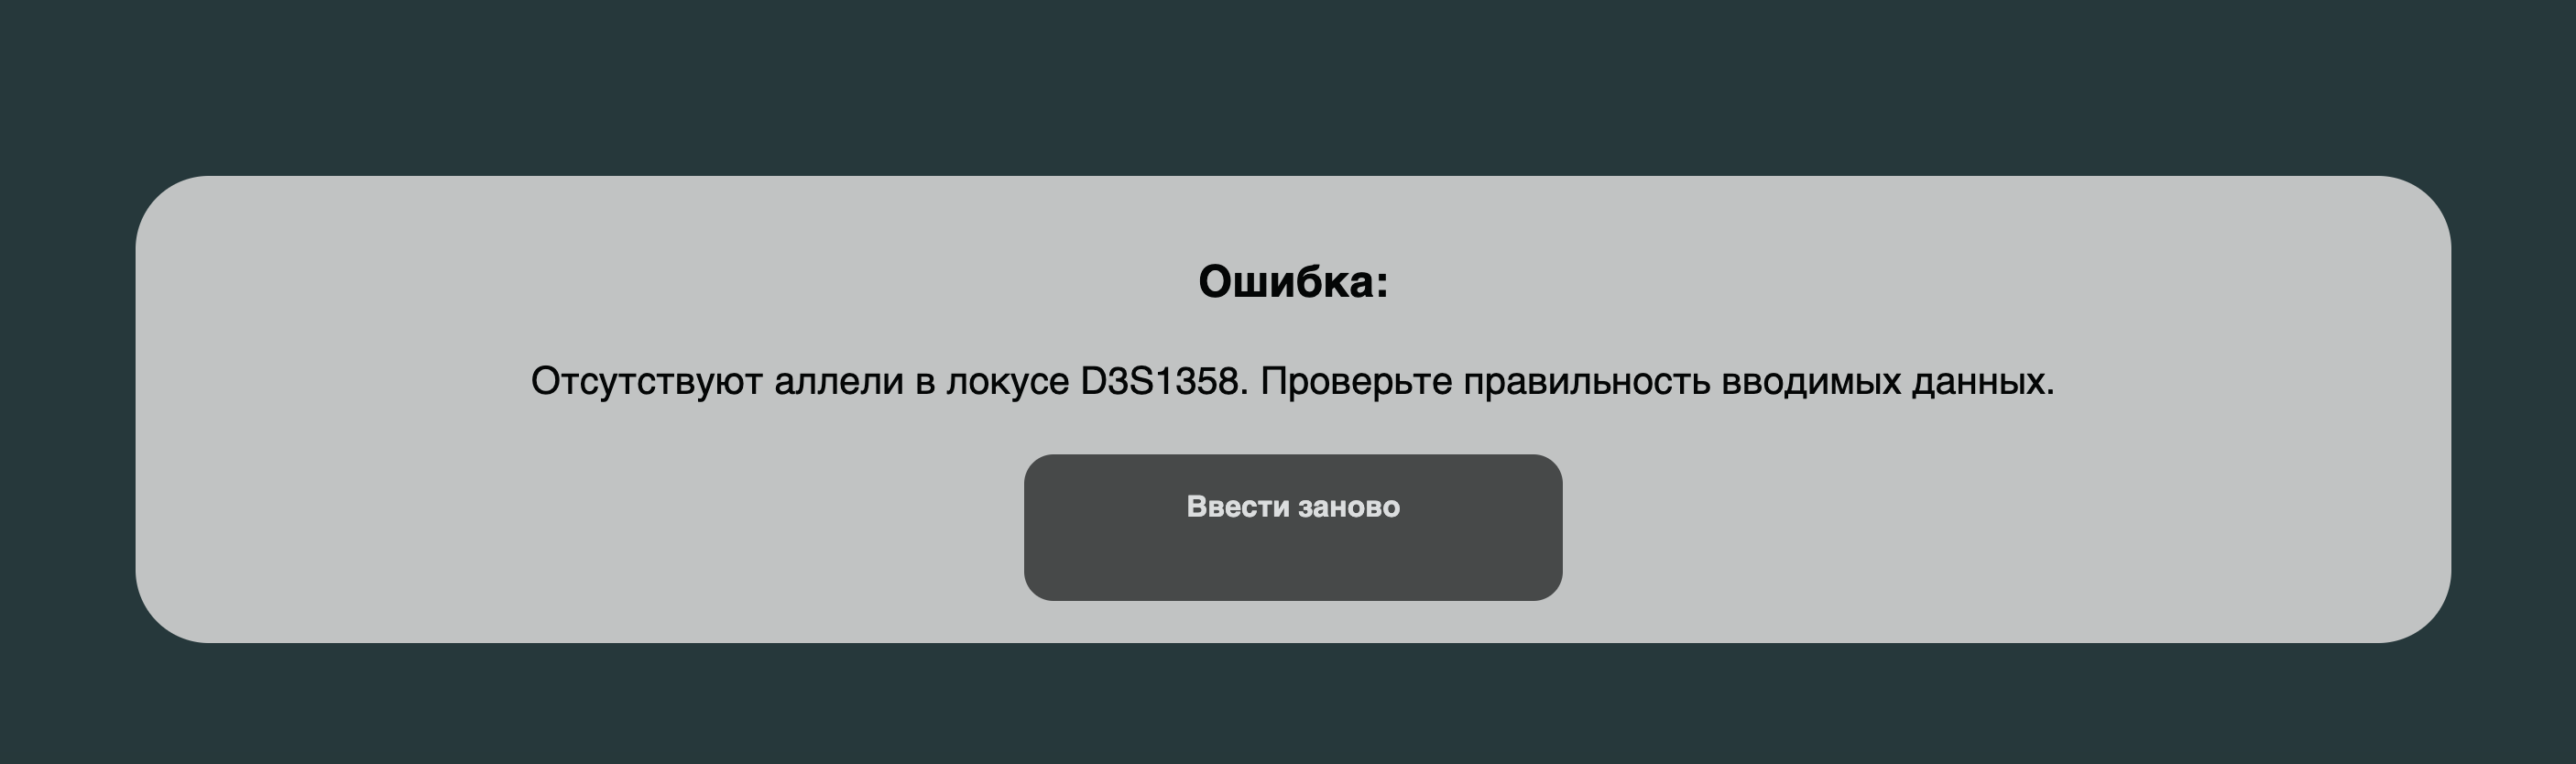 Ошибка:
Отсутствуют аллели в локусе D3S1358. Проверьте правильность вводимых данных.
Ввести заново